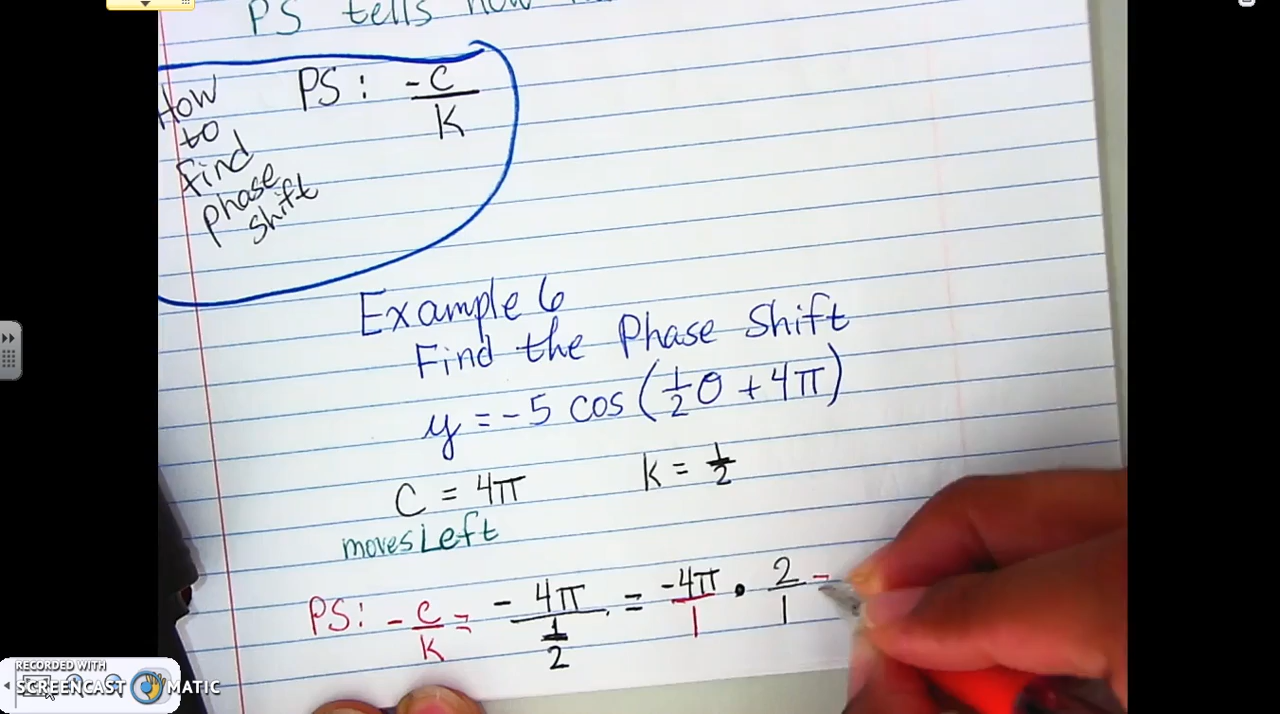 PS tells how
How to find phase shift
PS: -c/k
Example 6
Find the Phase Shift
y = -5 cos (1/2 θ + 4π)
C = 4π k = 1/2
moves Left
PS: -c/k = - 4π / 1/2 = -4π/1 • 2/1 =
RECORDED WITH
SCREENCAST MATIC